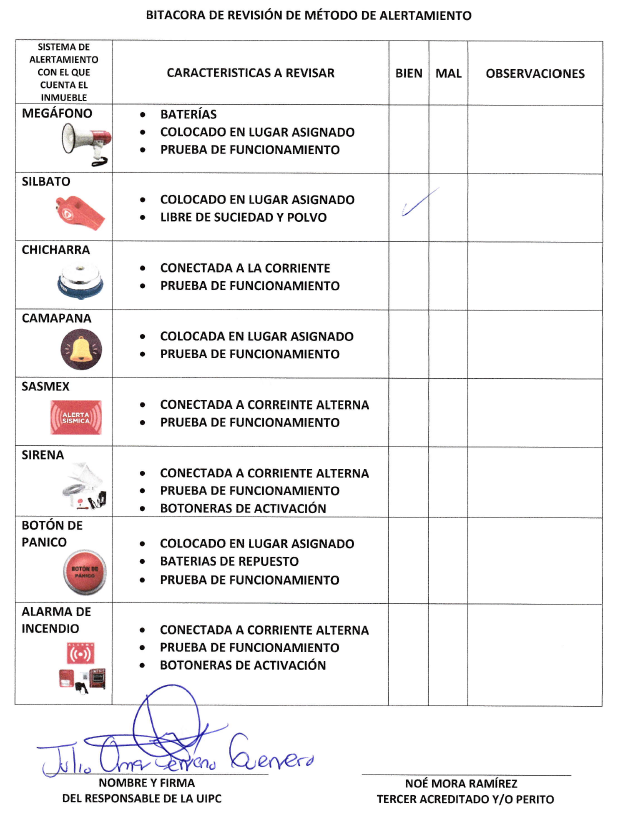 BITACORA DE REVISIÓN DE MÉTODO DE ALERTAMIENTO
SISTEMA DE
ALERTAMIENTO
CON EL QUE
CUENTA EL
INMUEBLE
CARACTERISTICAS A REVISAR
BIEN
MAL
OBSERVACIONES
MEGÁFONO
• BATERÍAS
• COLOCADO EN LUGAR ASIGNADO
• PRUEBA DE FUNCIONAMIENTO
SILBATO
• COLOCADO EN LUGAR ASIGNADO
• LIBRE DE SUCIEDAD Y POLVO
✓
CHICHARRA
• CONECTADA A LA CORRIENTE
• PRUEBA DE FUNCIONAMIENTO
CAMAPANA
• COLOCADA EN LUGAR ASIGNADO
• PRUEBA DE FUNCIONAMIENTO
SASMEX
ALERTA
SISMICA
• CONECTADA A CORREINTE ALTERNA
• PRUEBA DE FUNCIONAMIENTO
SIRENA
• CONECTADA A CORRIENTE ALTERNA
• PRUEBA DE FUNCIONAMIENTO
• BOTONERAS DE ACTIVACIÓN
BOTÓN DE
PANICO
BOTÓN DE
PÁNICO
• COLOCADO EN LUGAR ASIGNADO
• BATERIAS DE REPUESTO
• PRUEBA DE FUNCIONAMIENTO
ALARMA DE
INCENDIO
• CONECTADA A CORRIENTE ALTERNA
• PRUEBA DE FUNCIONAMIENTO
• BOTONERAS DE ACTIVACIÓN
Julio Omar Serrano Guerrero
NOMBRE Y FIRMA
DEL RESPONSABLE DE LA UIPC
NOÉ MORA RAMÍREZ
TERCER ACREDITADO Y/O PERITO